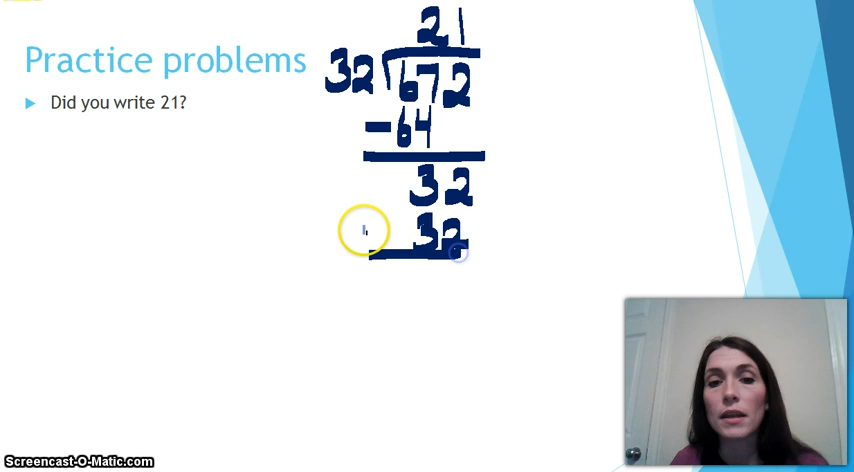 Practice problems
Did you write 21?
21
32 672
-64
32
32
Screencast-O-Matic.com